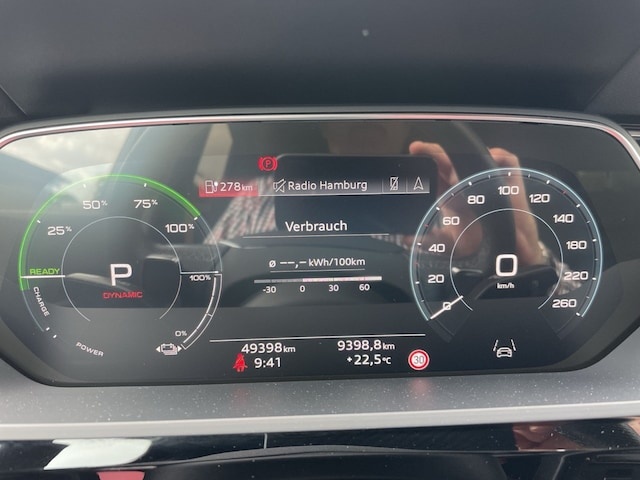 P
278 km
Radio Hamburg
Verbrauch
ø --,- kWh/100km
-30 0 30 60
25%
50%
75%
100%
READY
CHARGE
POWER
P
DYNAMIC
100%
0%
0
20
40
60
80
100
120
140
180
220
260
0
km/h
49398 km
9398,8 km
9:41
+22,5 °C
30